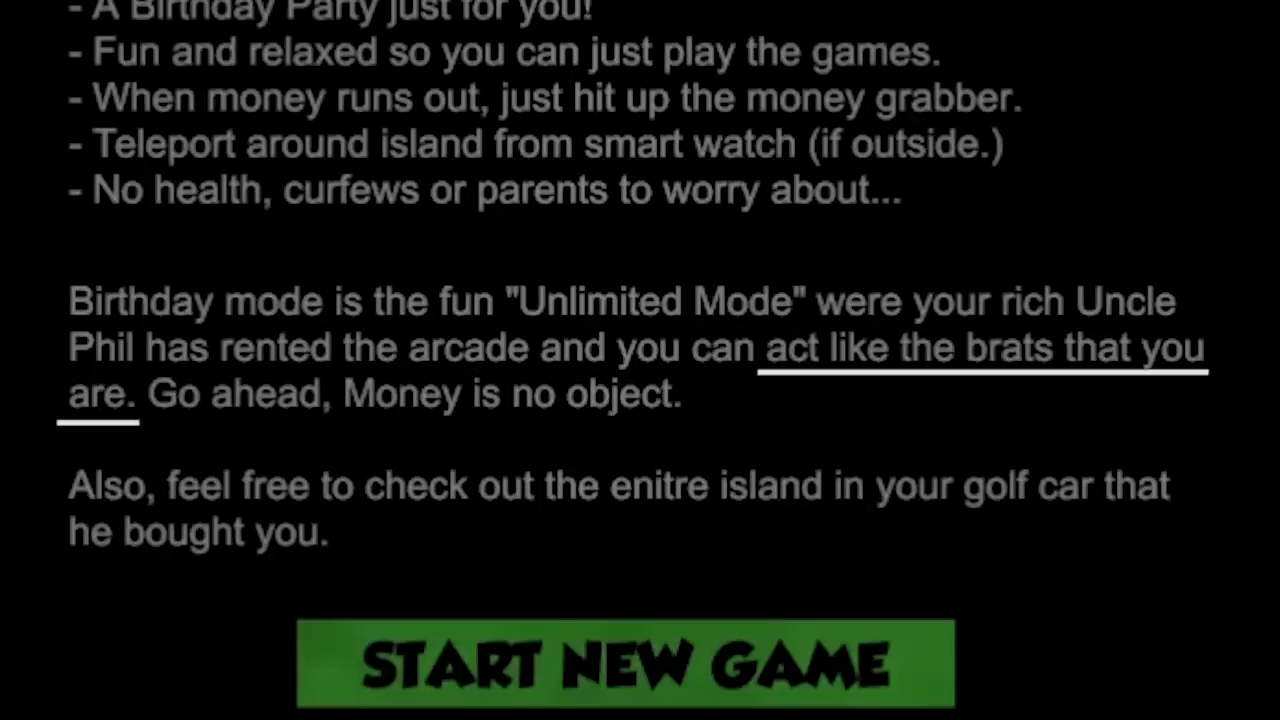 - A Birthday Party just for you!
- Fun and relaxed so you can just play the games.
- When money runs out, just hit up the money grabber.
- Teleport around island from smart watch (if outside.)
- No health, curfews or parents to worry about...
Birthday mode is the fun "Unlimited Mode" were your rich Uncle
Phil has rented the arcade and you can act like the brats that you
are. Go ahead, Money is no object.
Also, feel free to check out the enitre island in your golf car that
he bought you.
START NEW GAME